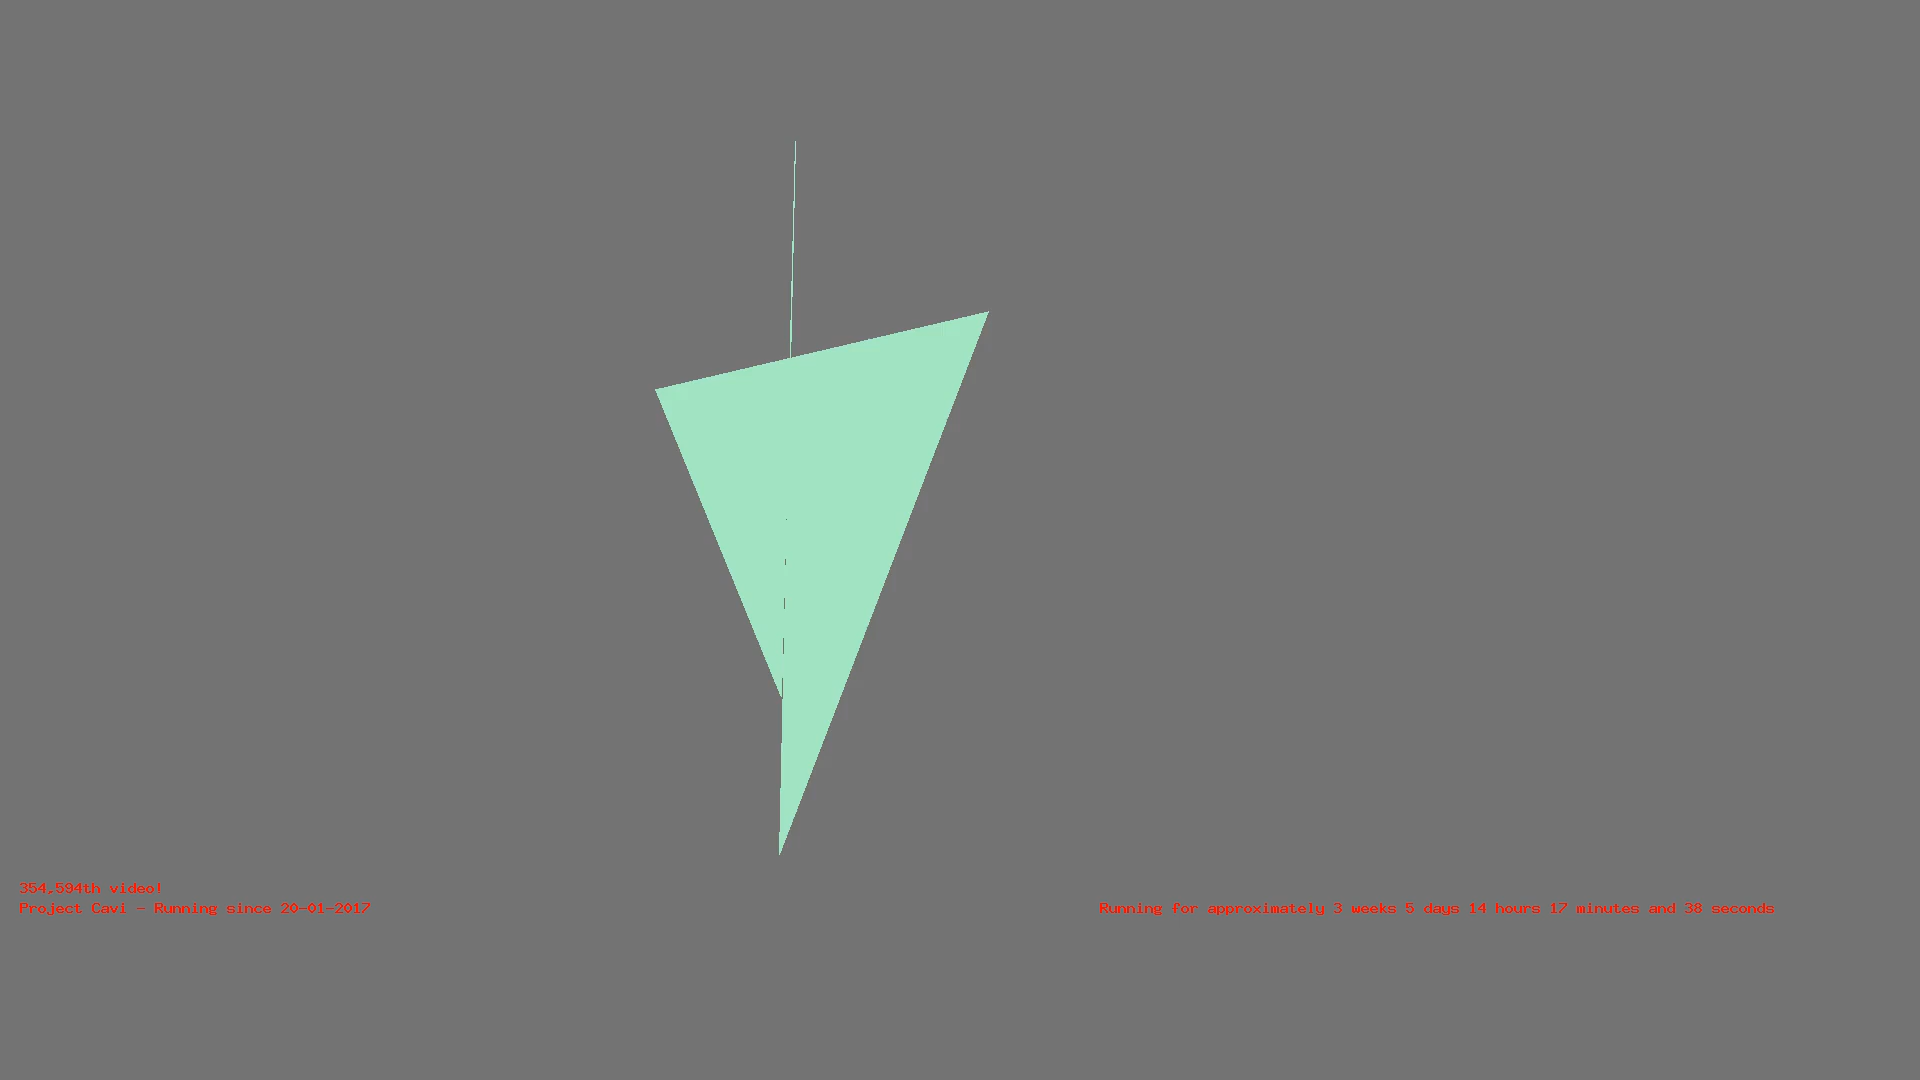 354,594th video!
Project Cavi - Running since 20-01-2017
Running for approximately 3 weeks 5 days 14 hours 17 minutes and 38 seconds